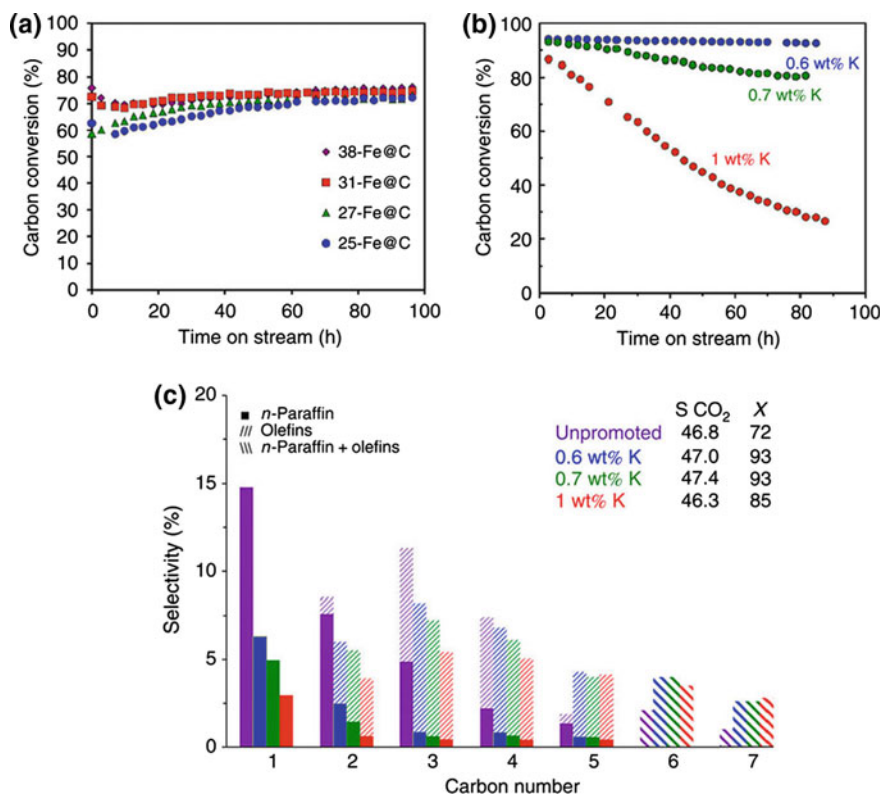 (a)
100
90
80
70
60
50
40
30
20
10
0
Carbon conversion (%)
38-Fe@C
31-Fe@C
27-Fe@C
25-Fe@C
0 20 40 60 80 100
Time on stream (h)
(b)
100
80
60
40
20
0
Carbon conversion (%)
0.6 wt% K
0.7 wt% K
1 wt% K
0 20 40 60 80 100
Time on stream (h)
(c)
20
15
10
5
0
Selectivity (%)
n-Paraffin
Olefins
n-Paraffin + olefins
S CO₂ X
Unpromoted 46.8 72
0.6 wt% K 47.0 93
0.7 wt% K 47.4 93
1 wt% K 46.3 85
1 2 3 4 5 6 7
Carbon number